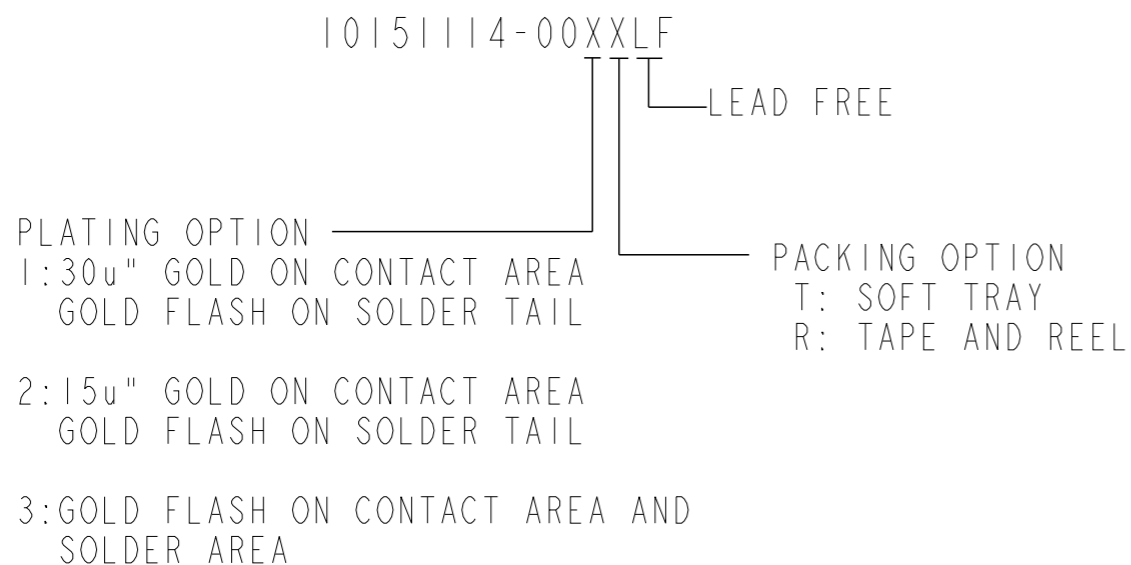 10151114-00XXLF
LEAD FREE
PLATING OPTION
1:30u" GOLD ON CONTACT AREA
GOLD FLASH ON SOLDER TAIL
2:15u" GOLD ON CONTACT AREA
GOLD FLASH ON SOLDER TAIL
3:GOLD FLASH ON CONTACT AREA AND
SOLDER AREA
PACKING OPTION
T: SOFT TRAY
R: TAPE AND REEL